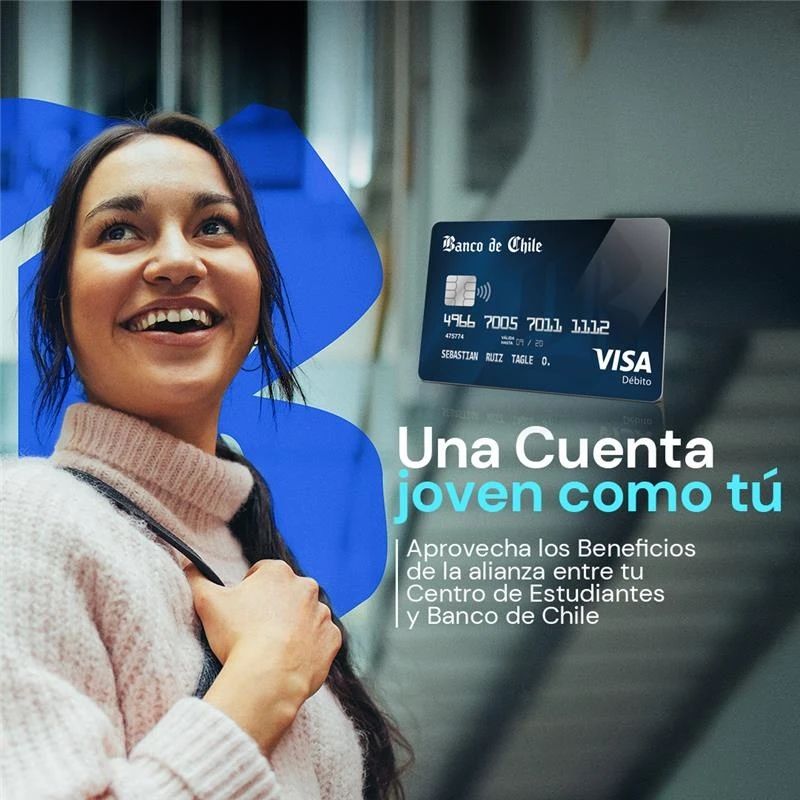 Banco de Chile
4966 7005 7011 1112
475774
VÁLIDA HASTA 09 / 20
SEBASTIAN RUIZ TAGLE O.
VISA
Débito
Una Cuenta
joven como tú
Aprovecha los Beneficios
de la alianza entre tu
Centro de Estudiantes
y Banco de Chile